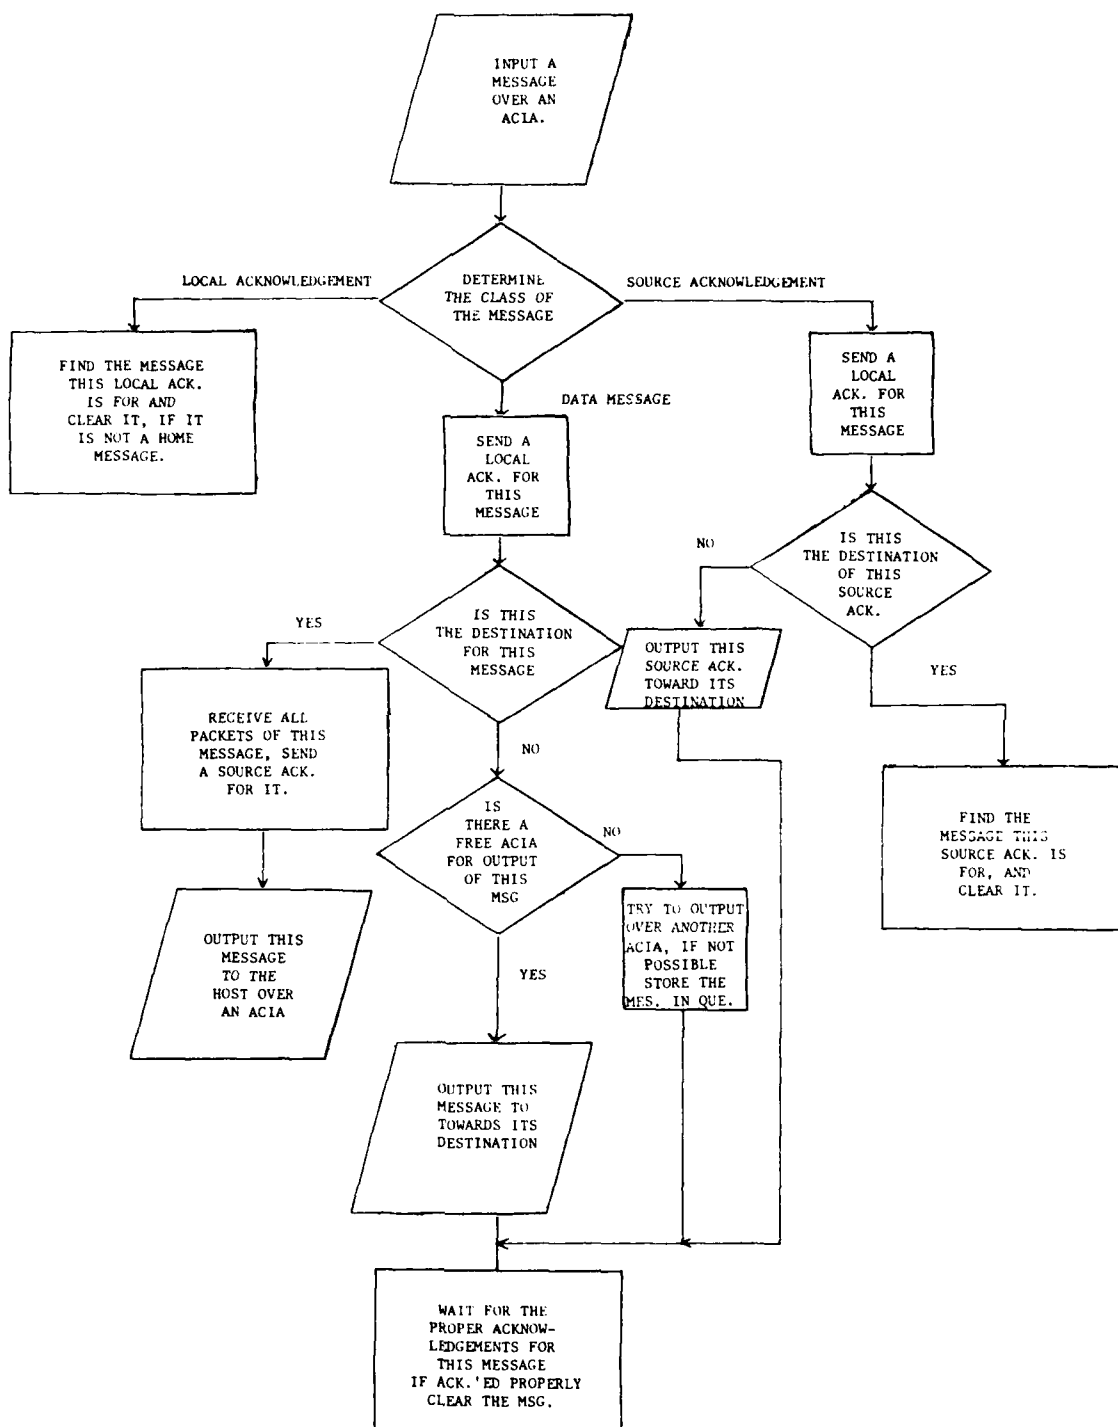 INPUT A
MESSAGE
OVER AN
ACIA.
DETERMINE
THE CLASS OF
THE MESSAGE
LOCAL ACKNOWLEDGEMENT
SOURCE ACKNOWLEDGEMENT
DATA MESSAGE
FIND THE MESSAGE
THIS LOCAL ACK.
IS FOR AND
CLEAR IT, IF IT
IS NOT A HOME
MESSAGE.
SEND A
LOCAL
ACK. FOR
THIS
MESSAGE
SEND A
LOCAL
ACK. FOR
THIS
MESSAGE
IS THIS
THE DESTINATION
OF THIS
SOURCE
ACK.
NO
YES
IS THIS
THE DESTINATION
FOR THIS
MESSAGE
YES
NO
OUTPUT THIS
SOURCE ACK.
TOWARD ITS
DESTINATION
RECEIVE ALL
PACKETS OF THIS
MESSAGE, SEND
A SOURCE ACK.
FOR IT.
IS
THERE A
FREE ACIA
FOR OUTPUT
OF THIS
MSG
NO
YES
FIND THE
MESSAGE THIS
SOURCE ACK. IS
FOR, AND
CLEAR IT.
OUTPUT THIS
MESSAGE
TO THE
HOST OVER
AN ACIA
TRY TO OUTPUT
OVER ANOTHER
ACIA, IF NOT
POSSIBLE
STORE THE
MES. IN QUE.
OUTPUT THIS
MESSAGE TO
TOWARDS ITS
DESTINATION
WAIT FOR THE
PROPER ACKNOW-
LEDGEMENTS FOR
THIS MESSAGE
IF ACK.'ED PROPERLY
CLEAR THE MSG.